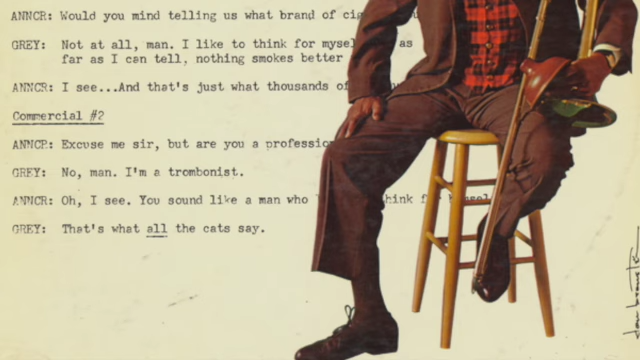 ANNCR: Would you mind telling us what brand of
GREY: Not at all, man. I like to think for as
far as I can tell, nothing smokes better
ANNCR: I see...And that's just what thousands of
Commercial #2
ANNCR: Excuse me sir, but are you a
GREY: No, man. I'm a trombonist.
ANNCR: Oh, I see. You sound like a man who
GREY: That's what all the cats say.